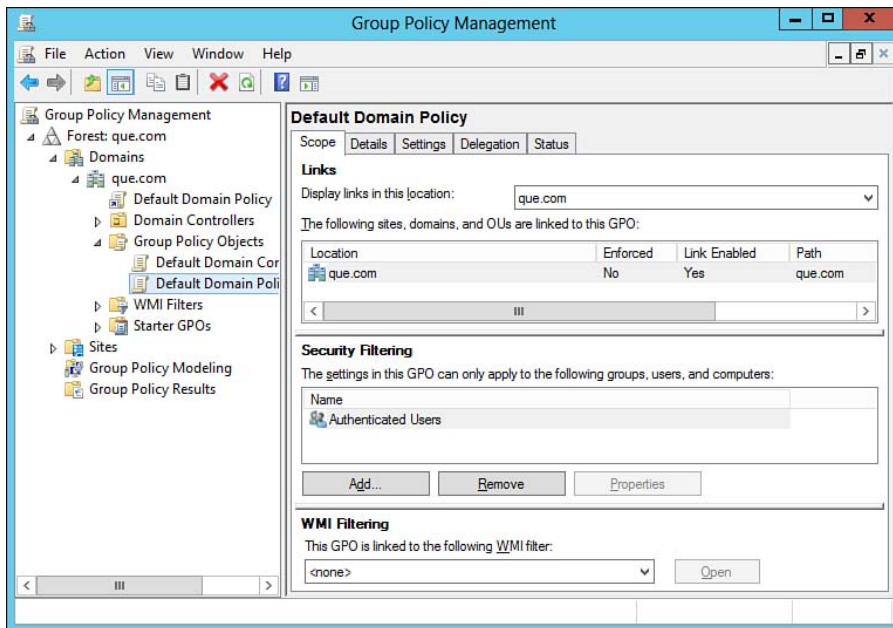 Group Policy Management
File Action View Window Help
Group Policy Management
Forest: que.com
Domains
que.com
Default Domain Policy
Domain Controllers
Group Policy Objects
Default Domain Cor
Default Domain Poli
WMI Filters
Starter GPOs
Sites
Group Policy Modeling
Group Policy Results
Default Domain Policy
Scope Details Settings Delegation Status
Links
Display links in this location: que.com
The following sites, domains, and OUs are linked to this GPO:
Location Enforced Link Enabled Path
que.com No Yes que.com
Security Filtering
The settings in this GPO can only apply to the following groups, users, and computers:
Name
Authenticated Users
Add... Remove Properties
WMI Filtering
This GPO is linked to the following WMI filter:
<none> Open